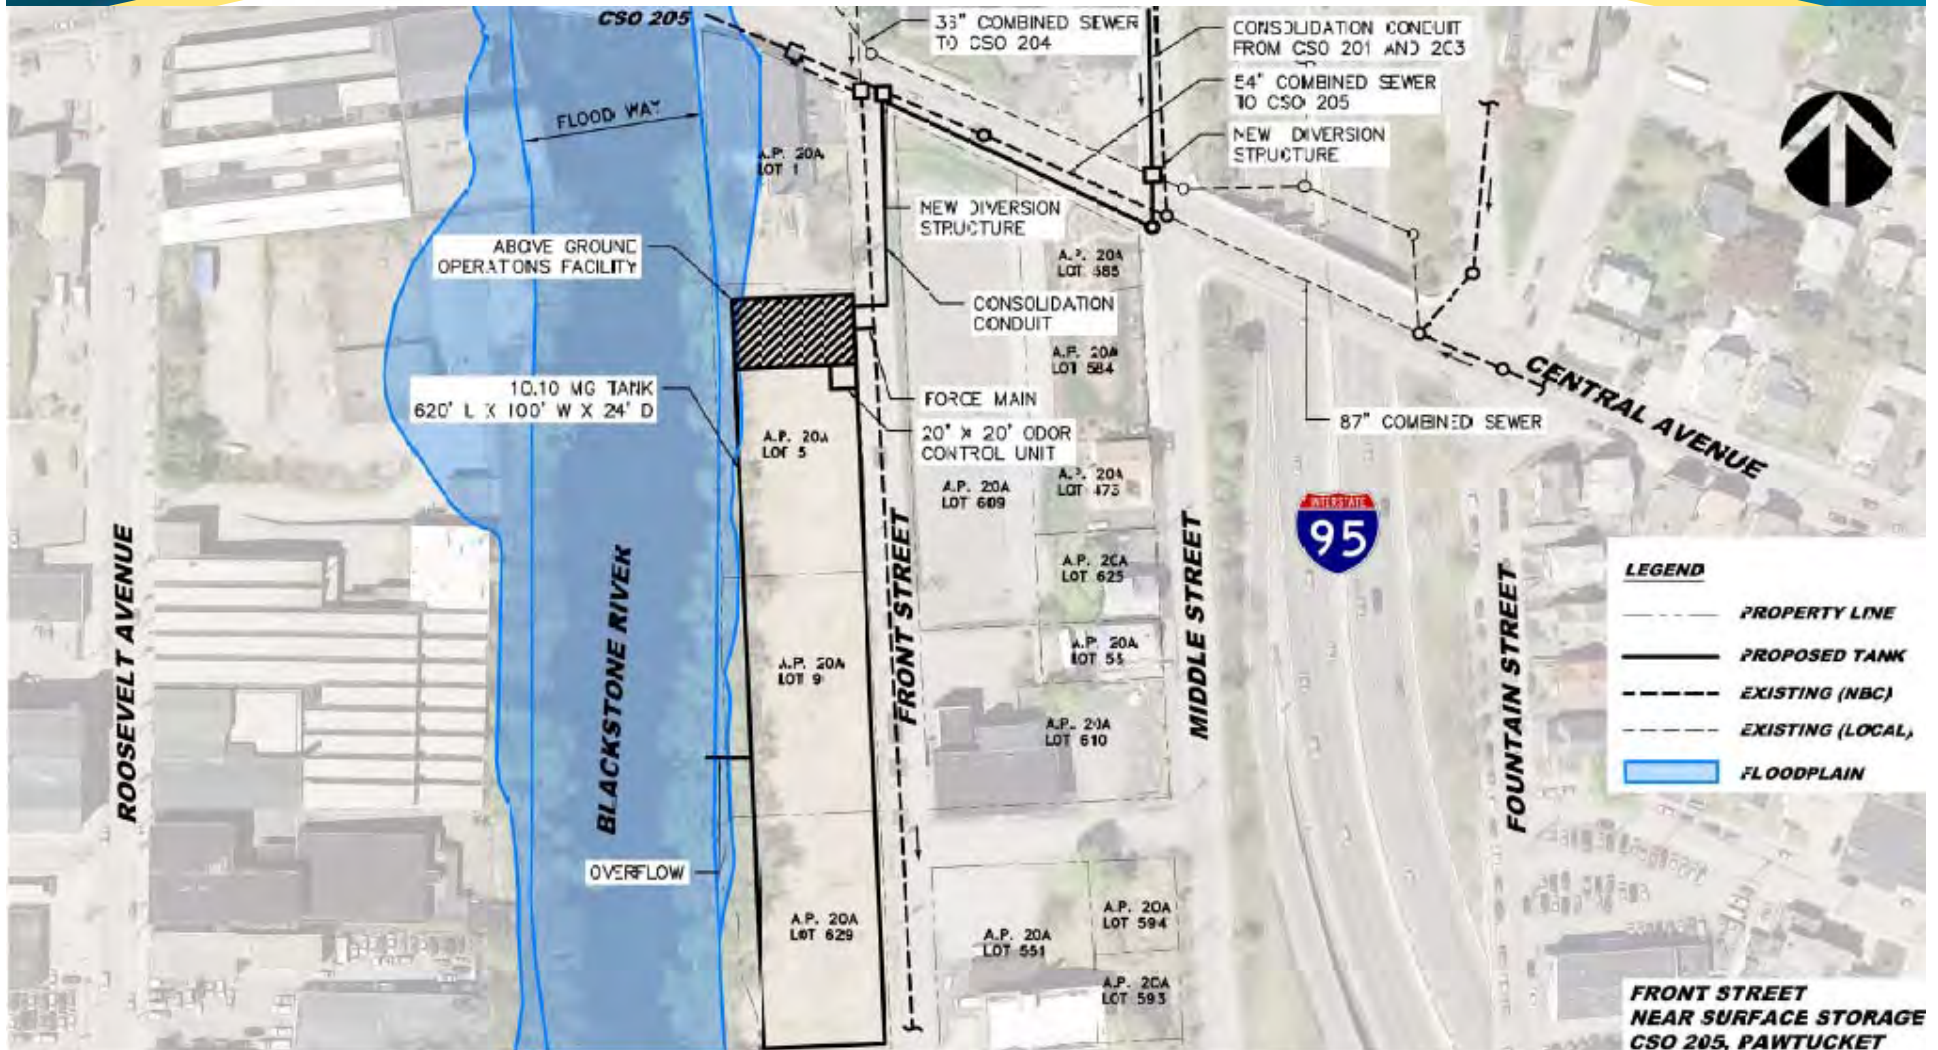 CSO 205
36" COMBINED SEWER
TO CSO 204
CONSOLIDATION CONDUIT
FROM CSO 201 AND 203
54" COMBINED SEWER
TO CSO 205
NEW DIVERSION
STRUCTURE
FLOOD WAY
A.P. 20A
LOT 1
NEW DIVERSION
STRUCTURE
ABOVE GROUND
OPERATONS FACILITY
A.P. 20A
LOT 585
CONSOLIDATION
CONDUIT
A.P. 20A
LOT 584
10.10 MG TANK
620' L X 100' W X 24' D
FORCE MAIN
20' X 20' ODOR
CONTROL UNIT
87" COMBINED SEWER
CENTRAL AVENUE
A.P. 20A
LOT 5
A.P. 20A
LOT 609
A.P. 20A
LOT 473
INTERSTATE
95
A.P. 20A
LOT 625
A.P. 20A
LOT 9
A.P. 20A
LOT
A.P. 20A
LOT 610
ROOSEVELT AVENUE
BLACKSTONE RIVER
FRONT STREET
MIDDLE STREET
FOUNTAIN STREET
OVERFLOW
A.P. 20A
LOT 629
A.P. 20A
LOT 551
A.P. 20A
LOT 594
A.P. 20A
LOT 593
LEGEND
PROPERTY LINE
PROPOSED TANK
EXISTING (NBC)
EXISTING (LOCAL)
FLOODPLAIN
FRONT STREET
NEAR SURFACE STORAGE
CSO 205, PAWTUCKET